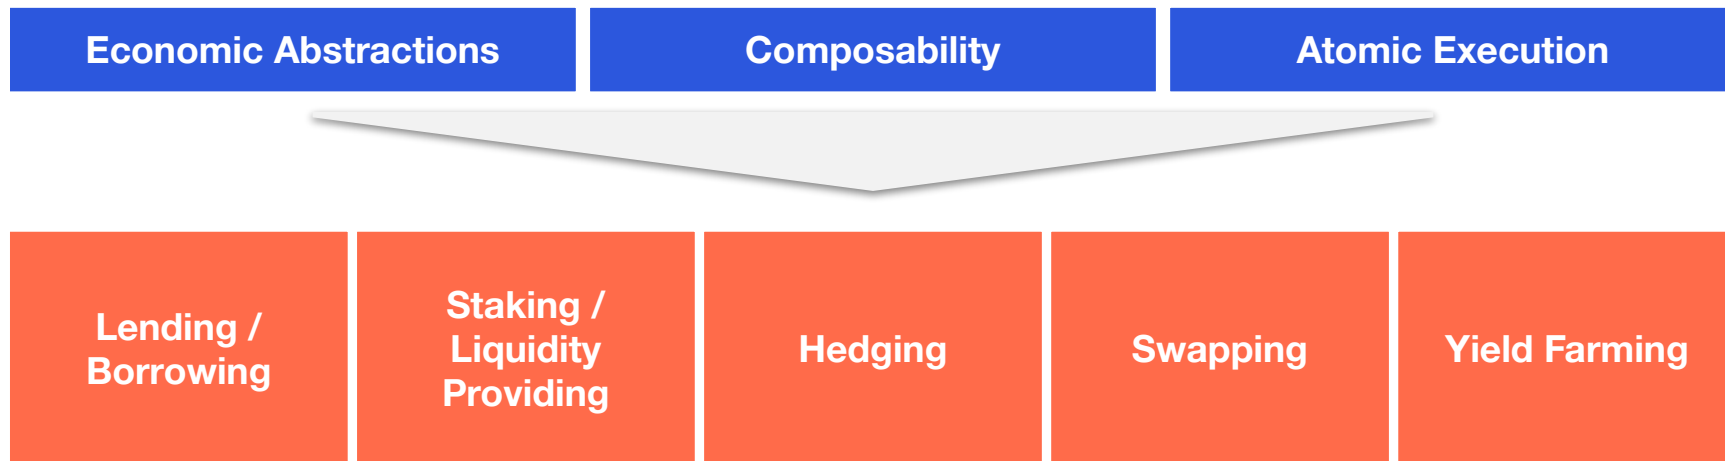 Economic Abstractions
Composability
Atomic Execution
Lending /
Borrowing
Staking /
Liquidity
Providing
Hedging
Swapping
Yield Farming